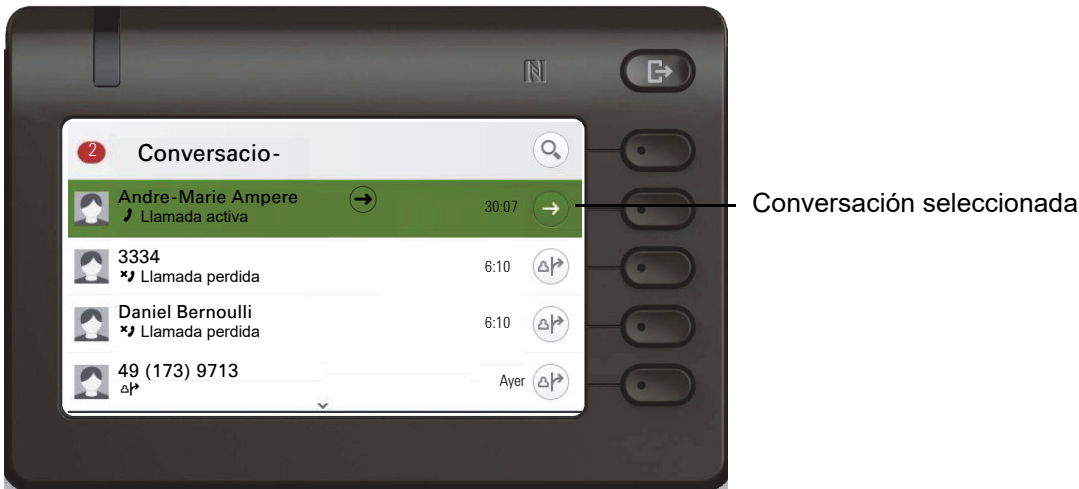 2 Conversacio-
Andre-Marie Ampere
Llamada activa
30:07
Conversación seleccionada
3334
Llamada perdida
6:10
Daniel Bernoulli
Llamada perdida
6:10
49 (173) 9713
Ayer